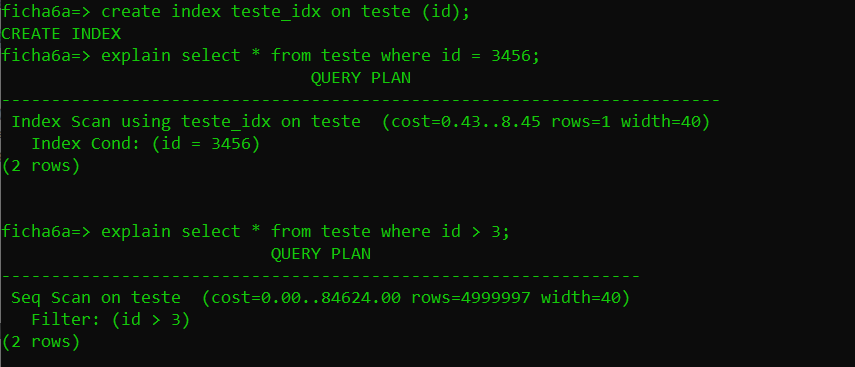 ficha6a=> create index teste_idx on teste (id);
CREATE INDEX
ficha6a=> explain select * from teste where id = 3456;
                               QUERY PLAN
------------------------------------------------------------------------
 Index Scan using teste_idx on teste  (cost=0.43..8.45 rows=1 width=40)
   Index Cond: (id = 3456)
(2 rows)
ficha6a=> explain select * from teste where id > 3;
                           QUERY PLAN
----------------------------------------------------------------
 Seq Scan on teste  (cost=0.00..84624.00 rows=4999997 width=40)
   Filter: (id > 3)
(2 rows)